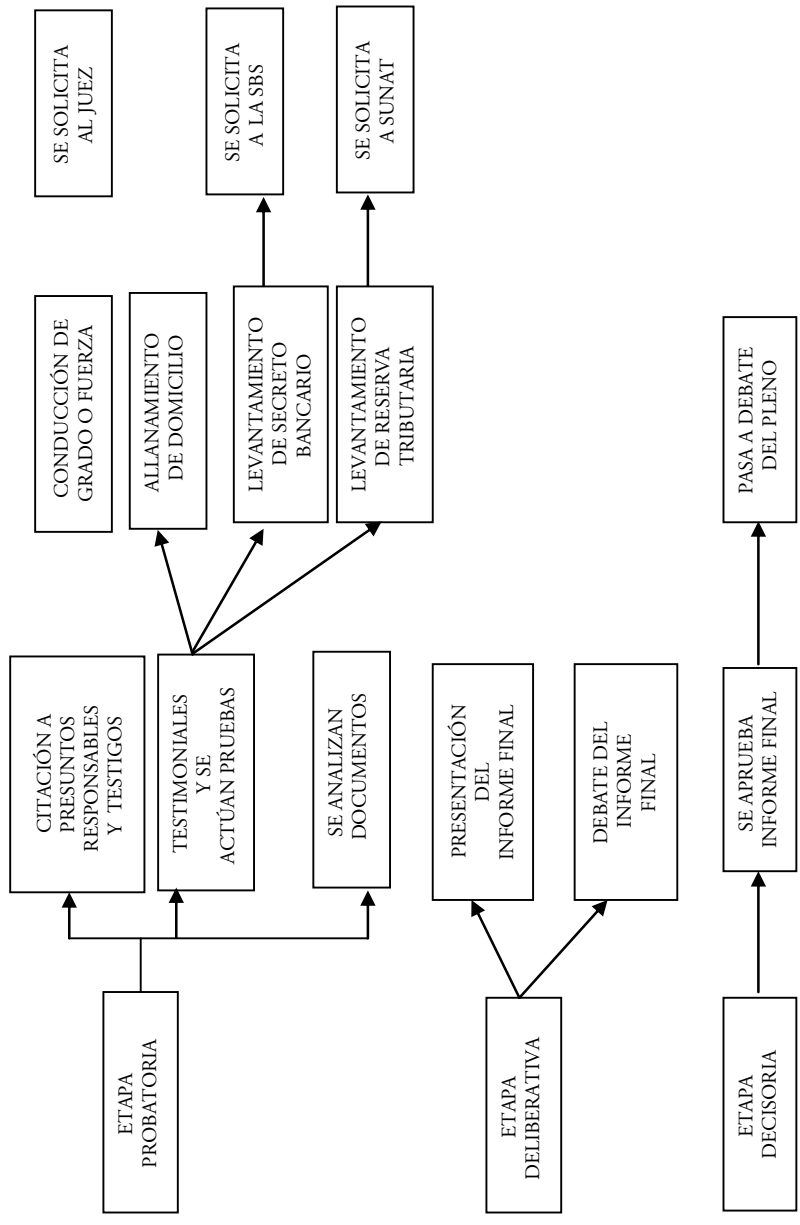 ETAPA
PROBATORIA
CITACIÓN A
PRESUNTOS
RESPONSABLES
Y TESTIGOS
TESTIMONIALES
Y SE
ACTÚAN PRUEBAS
SE ANALIZAN
DOCUMENTOS
CONDUCCIÓN DE
GRADO O FUERZA
ALLANAMIENTO
DE DOMICILIO
LEVANTAMIENTO
DE SECRETO
BANCARIO
LEVANTAMIENTO
DE RESERVA
TRIBUTARIA
SE SOLICITA
AL JUEZ
SE SOLICITA
A LA SBS
SE SOLICITA
A SUNAT
ETAPA
DELIBERATIVA
PRESENTACIÓN
DEL
INFORME FINAL
DEBATE DEL
INFORME
FINAL
ETAPA
DECISORIA
SE APRUEBA
INFORME FINAL
PASA A DEBATE
DEL PLENO